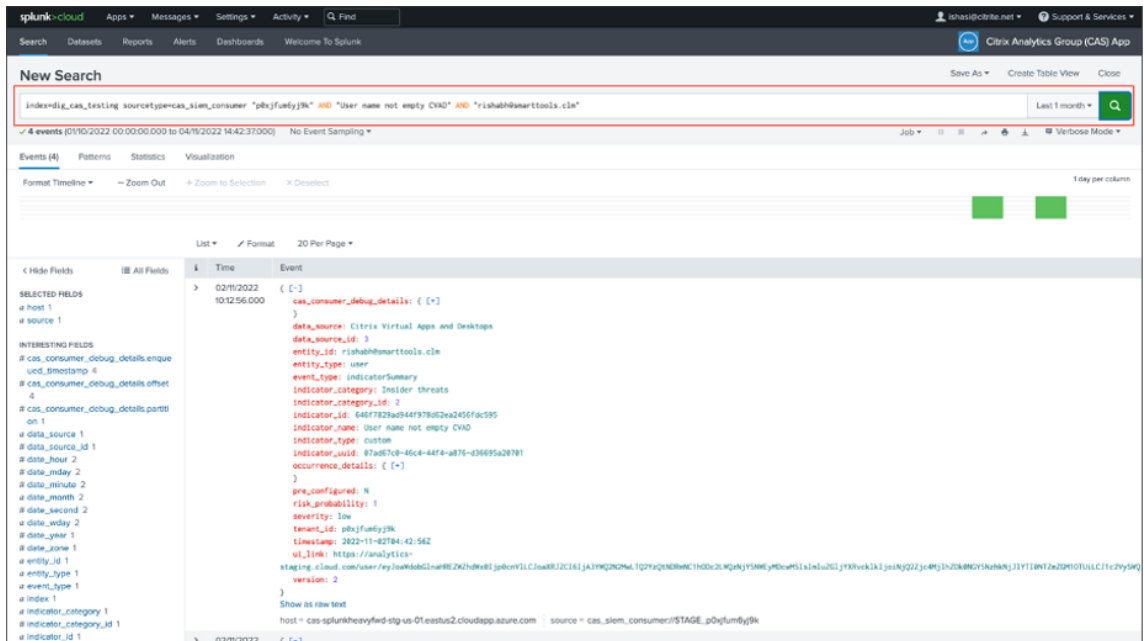 splunk>cloud Apps Messages Settings Activity Find ishasi@citrite.net Support & Services
Search Datasets Reports Alerts Dashboards Welcome To Splunk App Citrix Analytics Group (CAS) App
New Search Save As Create Table View Close
index=dig_cas_testing sourcetype=cas_siem_consumer "p0xjfum6yj9k" AND "User name not empty CVAD" AND "rishabh@smarttools.clm" Last 1 month
4 events (01/10/2022 00:00:00.000 to 04/11/2022 14:42:37.000) No Event Sampling Job Verbose Mode
Events (4) Patterns Statistics Visualization
Format Timeline — Zoom Out + Zoom to Selection × Deselect 1 day per column
List Format 20 Per Page
< Hide Fields All Fields
SELECTED FIELDS
a host 1
a source 1
INTERESTING FIELDS
# cas_consumer_debug_details.enque
ued_timestamp 4
# cas_consumer_debug_details.offset
4
# cas_consumer_debug_details.partiti
on 1
a data_source 1
# data_source_id 1
# date_hour 2
# date_mday 2
# date_minute 2
a date_month 2
# date_second 2
a date_wday 2
# date_year 1
# date_zone 1
a entity_id 1
a entity_type 1
a event_type 1
a index 1
a indicator_category 1
# indicator_category_id 1
a indicator_id 1
i Time Event
> 02/11/2022 { [-]
10:12:56.000 cas_consumer_debug_details: { [+]
}
data_source: Citrix Virtual Apps and Desktops
data_source_id: 3
entity_id: rishabh@smarttools.clm
entity_type: user
event_type: indicatorSummary
indicator_category: Insider threats
indicator_category_id: 2
indicator_id: 646f7829ad944f978d62ea2456fdc595
indicator_name: User name not empty CVAD
indicator_type: custom
indicator_uuid: 07ad67c0-46c4-44f4-a876-d36695a20701
occurrence_details: { [+]
}
pre_configured: N
risk_probability: 1
severity: low
tenant_id: p0xjfum6yj9k
timestamp: 2022-11-02T04:42:56Z
ui_link: https://analytics-
version: 2
}
Show as raw text
host = cas-splunkheavyfwd-stg-us-01.eastus2.cloudapp.azure.com source = cas_siem_consumer://STAGE_p0xjfum6yj9k
> 02/11/2022 { [-]